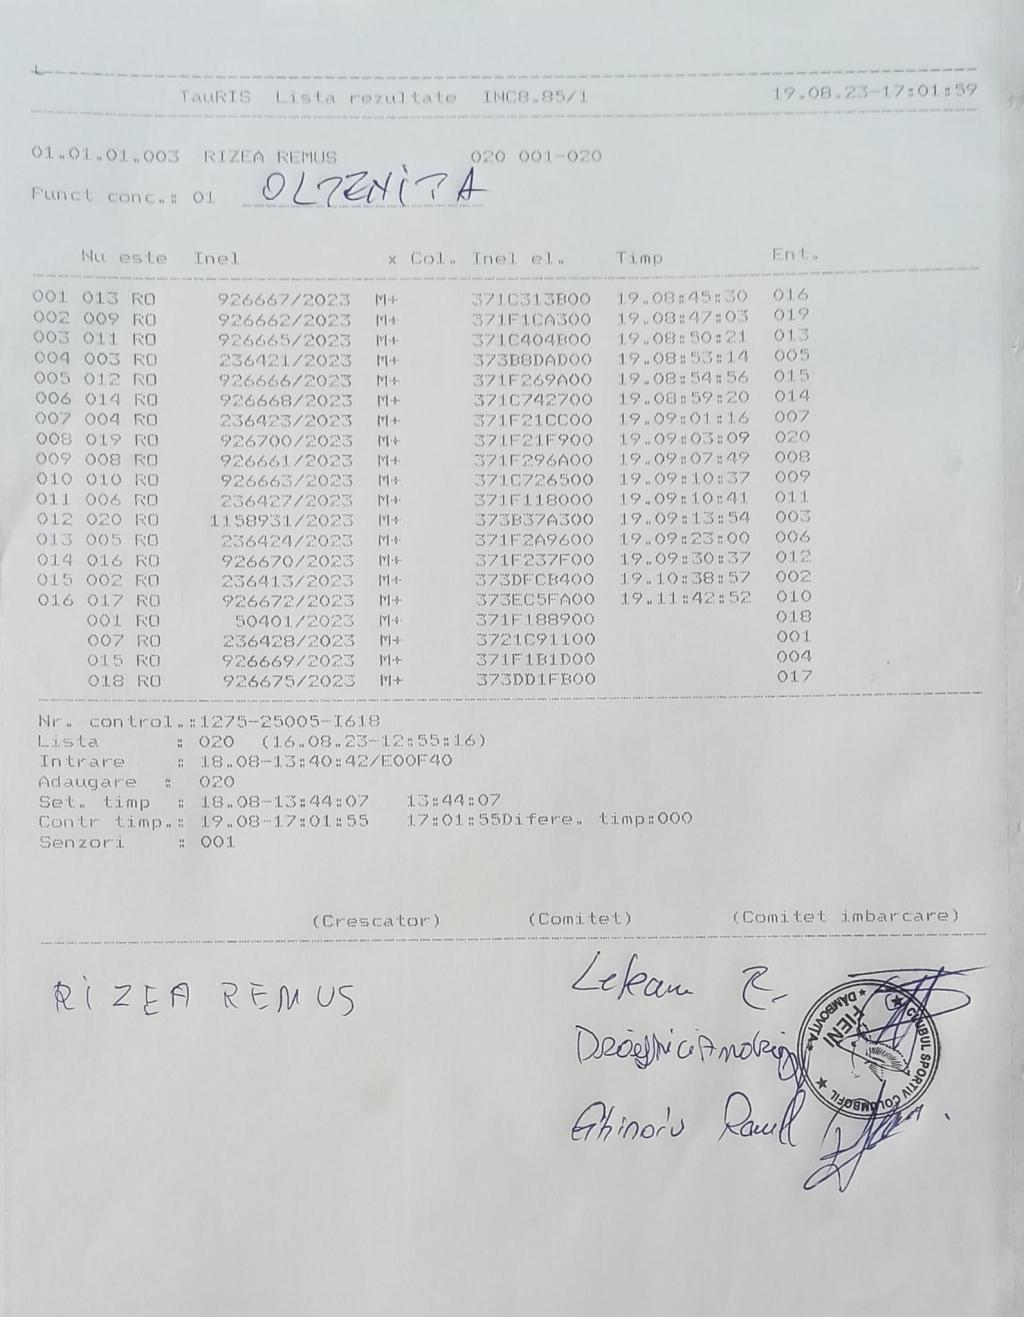 TauRIS Lista rezultate INC8.85/1 19.08.23-17:01:59
01.01.01.003 RIZEA REMUS 020 001-020
Punct conc.: 01 OLTENIȚA
Nu este Inel x Col. Inel el. Timp Ent.
001 013 RO 926667/2023 M+ 371C313B00 19.08:45:30 016
002 009 RO 926662/2023 M+ 371F1CA300 19.08:47:03 019
003 011 RO 926665/2023 M+ 371C404B00 19.08:50:21 013
004 003 RO 236421/2023 M+ 373B8DAD00 19.08:53:14 005
005 012 RO 926666/2023 M+ 371F269A00 19.08:54:56 015
006 014 RO 926668/2023 M+ 371C742700 19.08:59:20 014
007 004 RO 236423/2023 M+ 371F21CC00 19.09:01:16 007
008 019 RO 926700/2023 M+ 371F21F900 19.09:03:09 020
009 008 RO 926661/2023 M+ 371F296A00 19.09:07:49 008
010 010 RO 926663/2023 M+ 371C726500 19.09:10:37 009
011 006 RO 236427/2023 M+ 371F118000 19.09:10:41 011
012 020 RO 1158931/2023 M+ 373B37A300 19.09:13:54 003
013 005 RO 236424/2023 M+ 371F2A9600 19.09:23:00 006
014 016 RO 926670/2023 M+ 371F237F00 19.09:30:37 012
015 002 RO 236413/2023 M+ 373DFCB400 19.10:38:57 002
016 017 RO 926672/2023 M+ 373EC5FA00 19.11:42:52 010
001 RO 50401/2023 M+ 371F188900 018
007 RO 236428/2023 M+ 3721C91100 001
015 RO 926669/2023 M+ 371F1B1D00 004
018 RO 926675/2023 M+ 373DD1FB00 017
Nr. control.:1275-25005-I618
Lista : 020 (16.08.23-12:55:16)
Intrare : 18.08-13:40:42/E00F40
Adaugare : 020
Set. timp : 18.08-13:44:07 13:44:07
Contr timp.: 19.08-17:01:55 17:01:55Difere. timp:000
Senzori : 001
(Crescator) (Comitet) (Comitet imbarcare)
RIZEA REMUS
CLUBUL SPORTIV COLUMBOFIL
FIENI
DÂMBOVIȚA
Ghinoiu